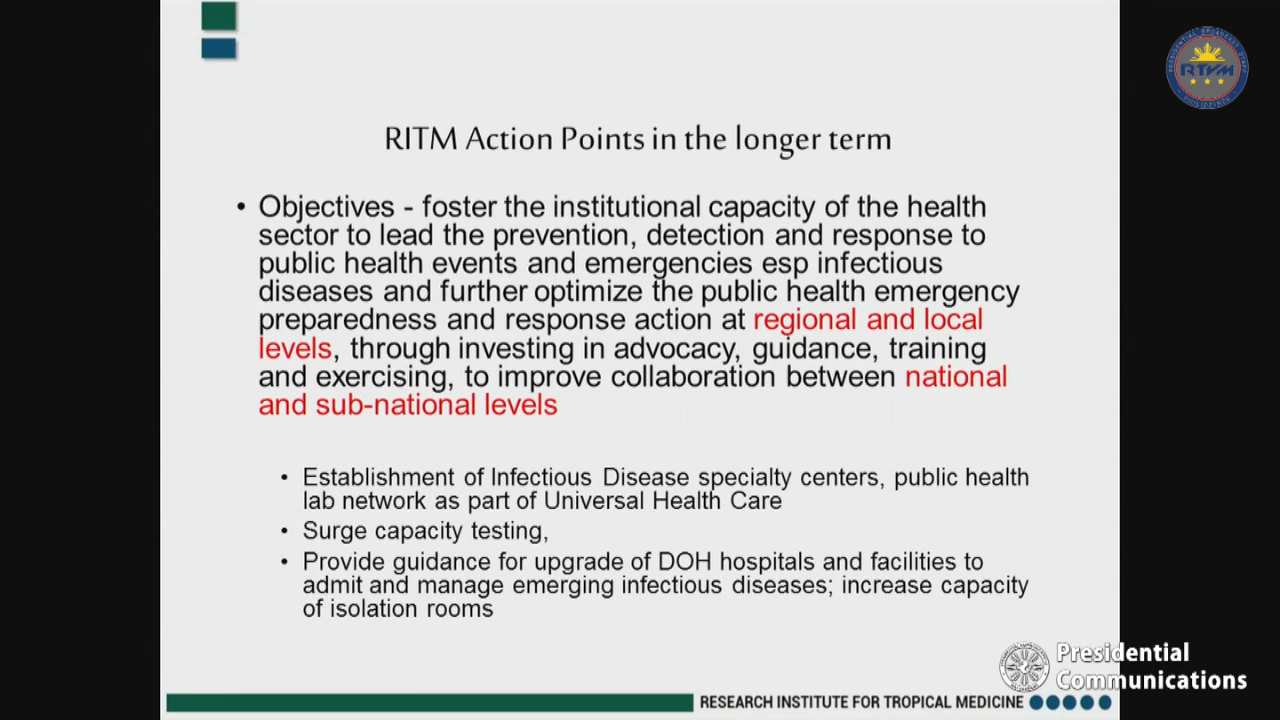 RTVM
RITM Action Points in the longer term
• Objectives - foster the institutional capacity of the health
sector to lead the prevention, detection and response to
public health events and emergencies esp infectious
diseases and further optimize the public health emergency
preparedness and response action at regional and local
levels, through investing in advocacy, guidance, training
and exercising, to improve collaboration between national
and sub-national levels
• Establishment of Infectious Disease specialty centers, public health
lab network as part of Universal Health Care
• Surge capacity testing,
• Provide guidance for upgrade of DOH hospitals and facilities to
admit and manage emerging infectious diseases; increase capacity
of isolation rooms
Presidential
Communications
RESEARCH INSTITUTE FOR TROPICAL MEDICINE